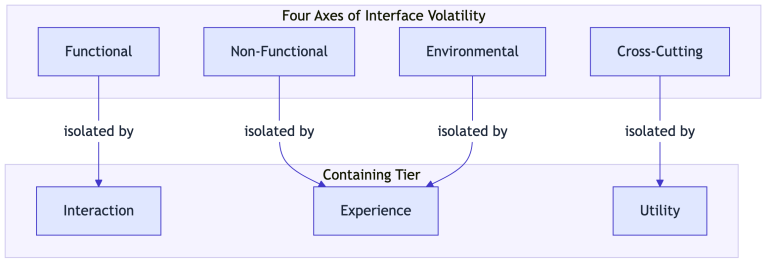 Four Axes of Interface Volatility
Functional
Non-Functional
Environmental
Cross-Cutting
isolated by
isolated by
isolated by
isolated by
Containing Tier
Interaction
Experience
Utility